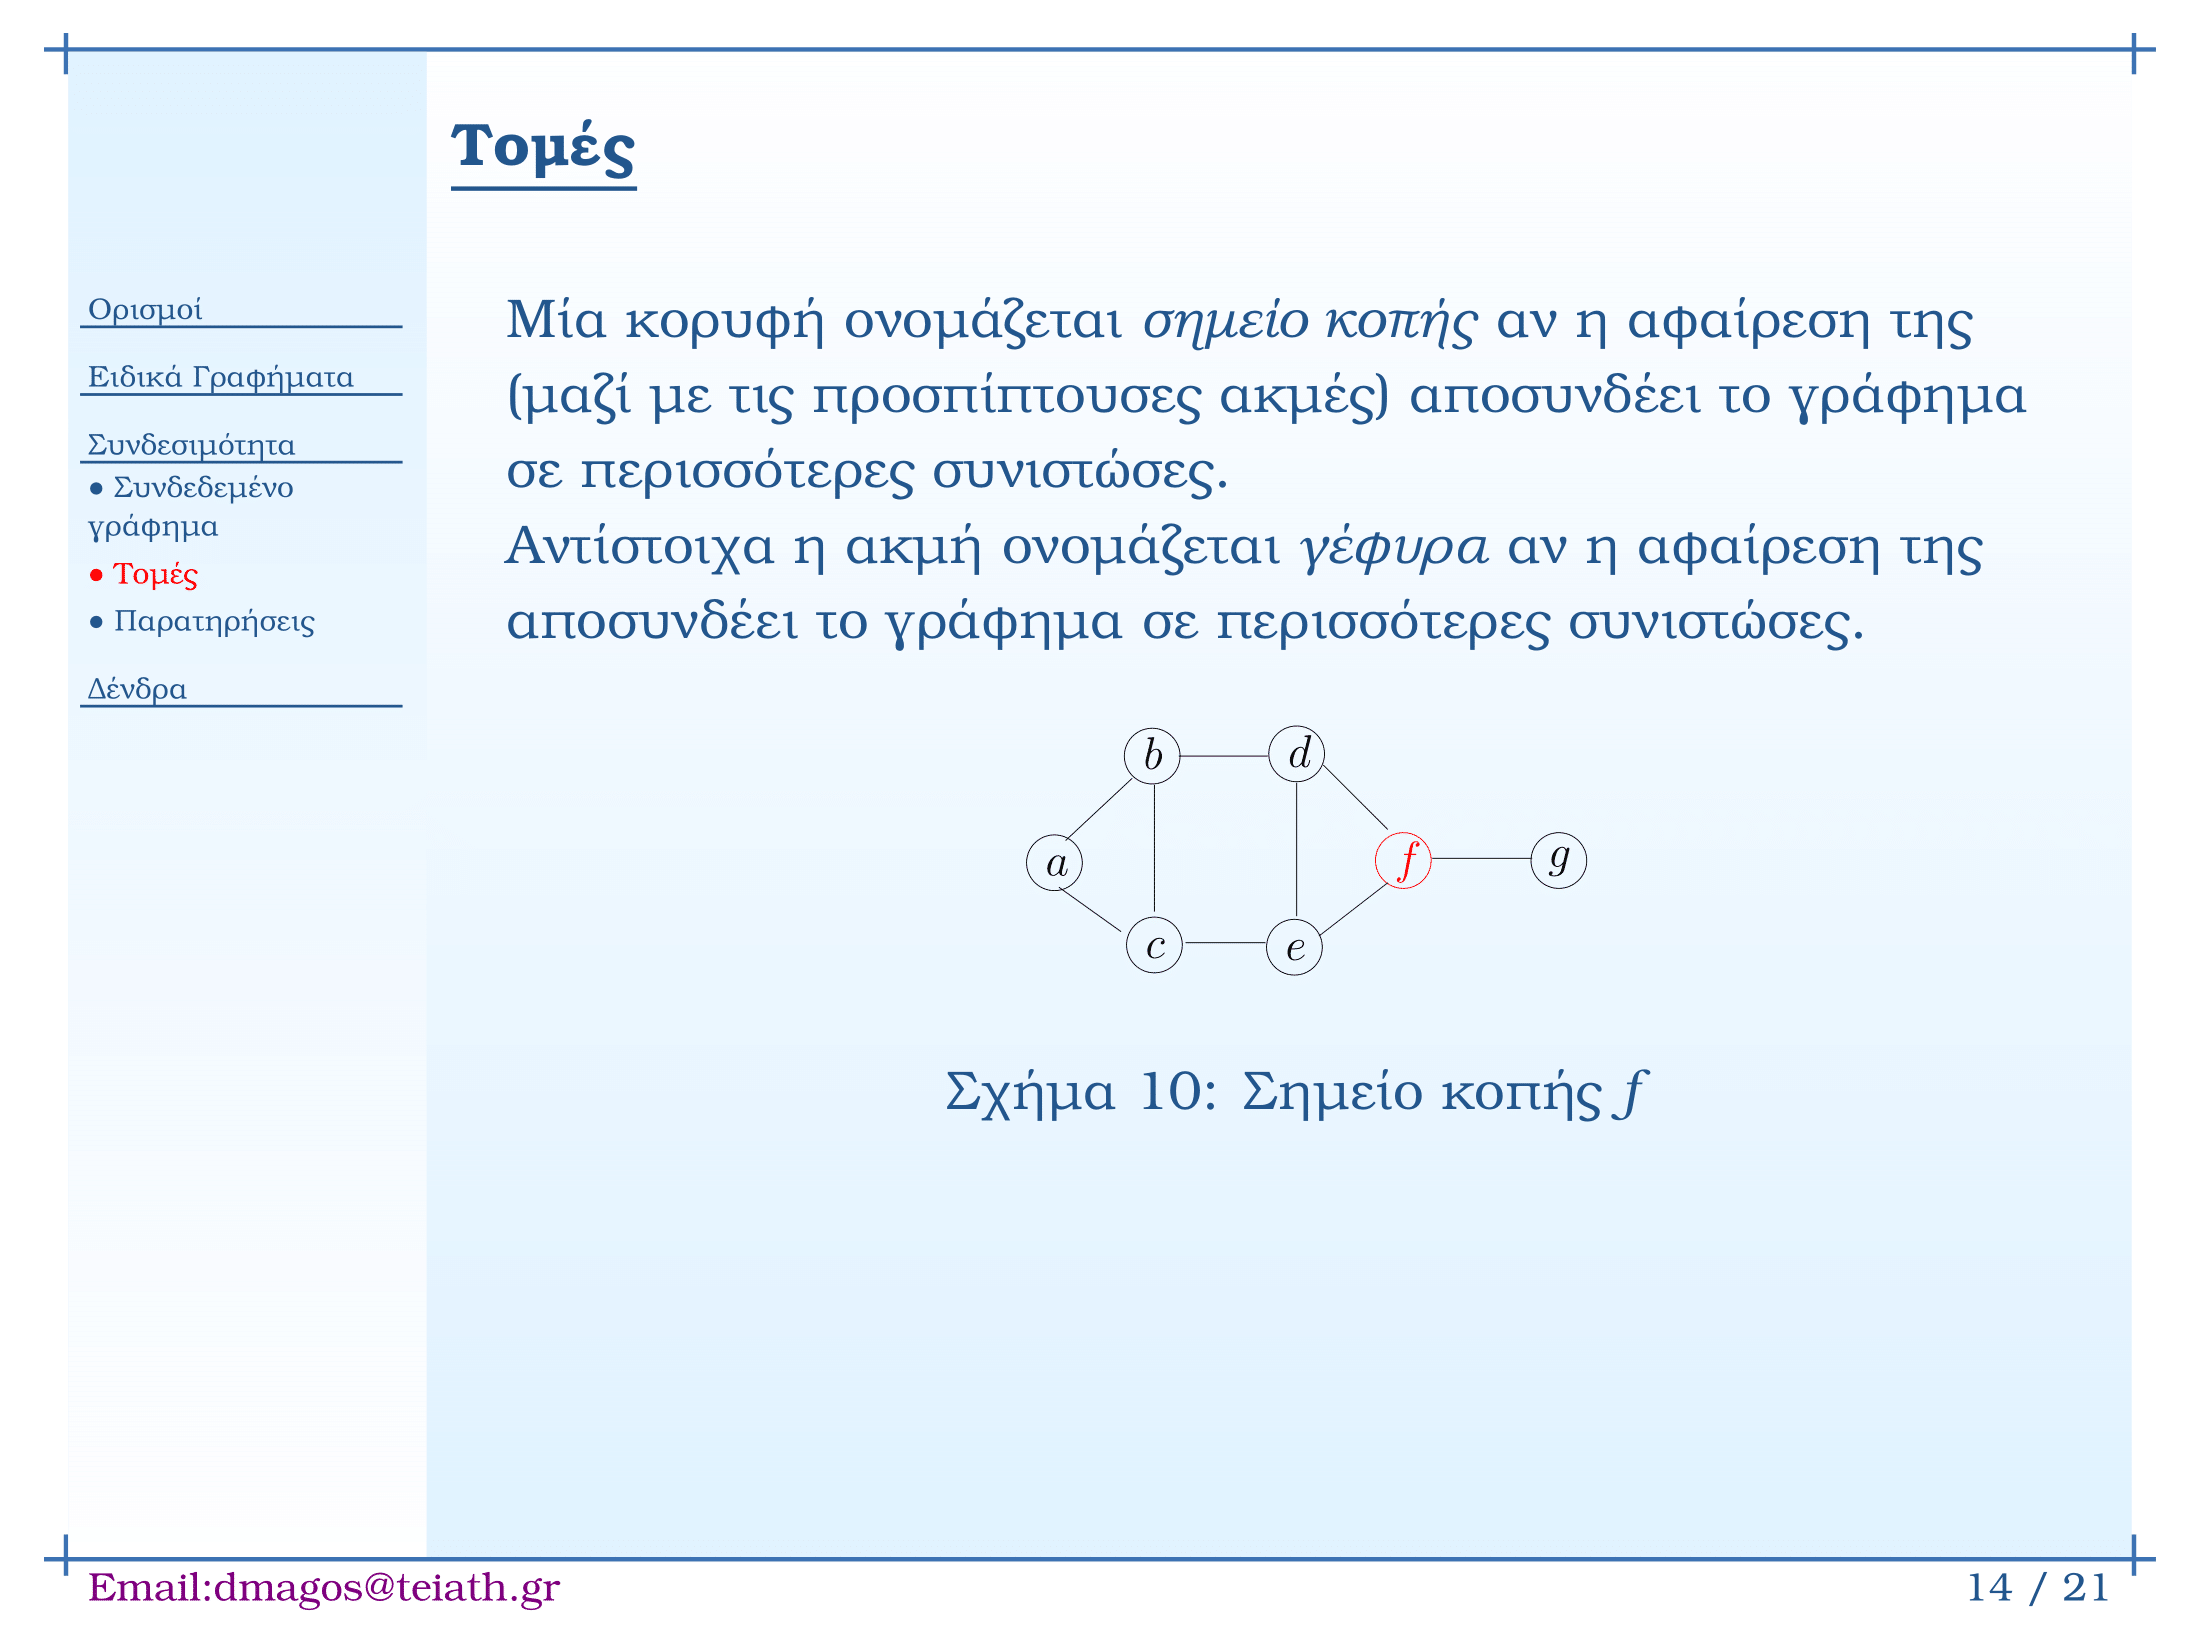 Τομές
Ορισμοί
Ειδικά Γραφήματα
Συνδεσιμότητα
• Συνδεδεμένο
γράφημα
• Τομές
• Παρατηρήσεις
Δένδρα
Μία κορυφή ονομάζεται σημείο κοπής αν η αφαίρεση της
(μαζί με τις προσπίπτουσες ακμές) αποσυνδέει το γράφημα
σε περισσότερες συνιστώσες.
Αντίστοιχα η ακμή ονομάζεται γέφυρα αν η αφαίρεση της
αποσυνδέει το γράφημα σε περισσότερες συνιστώσες.
b d
a f g
c e
Σχήμα 10: Σημείο κοπής f
Email:dmagos@teiath.gr
14 / 21